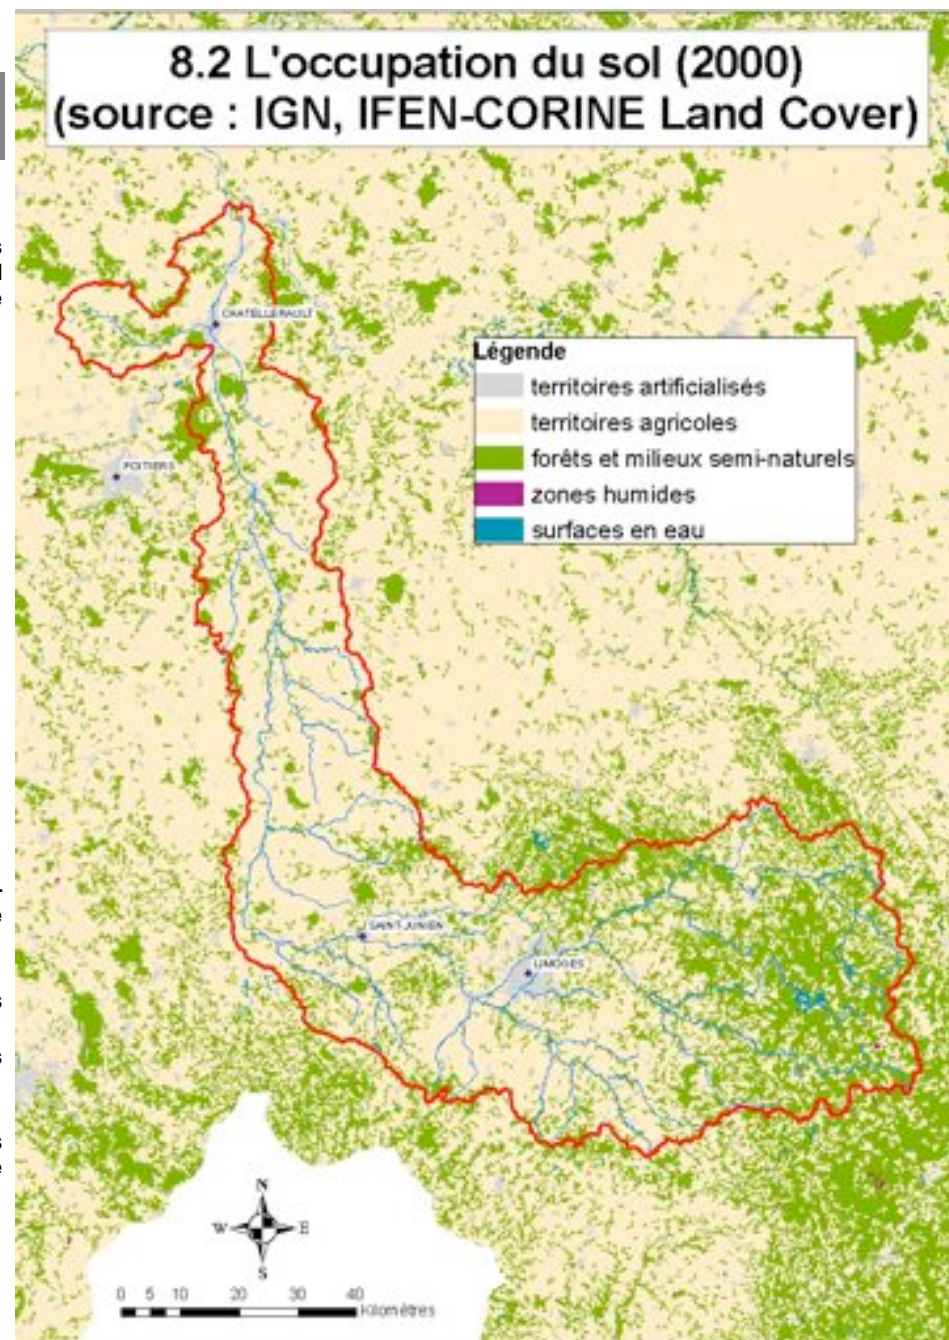 8.2 L'occupation du sol (2000)
(source : IGN, IFEN-CORINE Land Cover)
CHATELLERAULT
Légende
territoires artificialisés
territoires agricoles
forêts et milieux semi-naturels
zones humides
surfaces en eau
POITIERS
SAINT-JUNIEN
LIMOGES
N
W E
S
0 5 10 20 30 40
Kilomètres